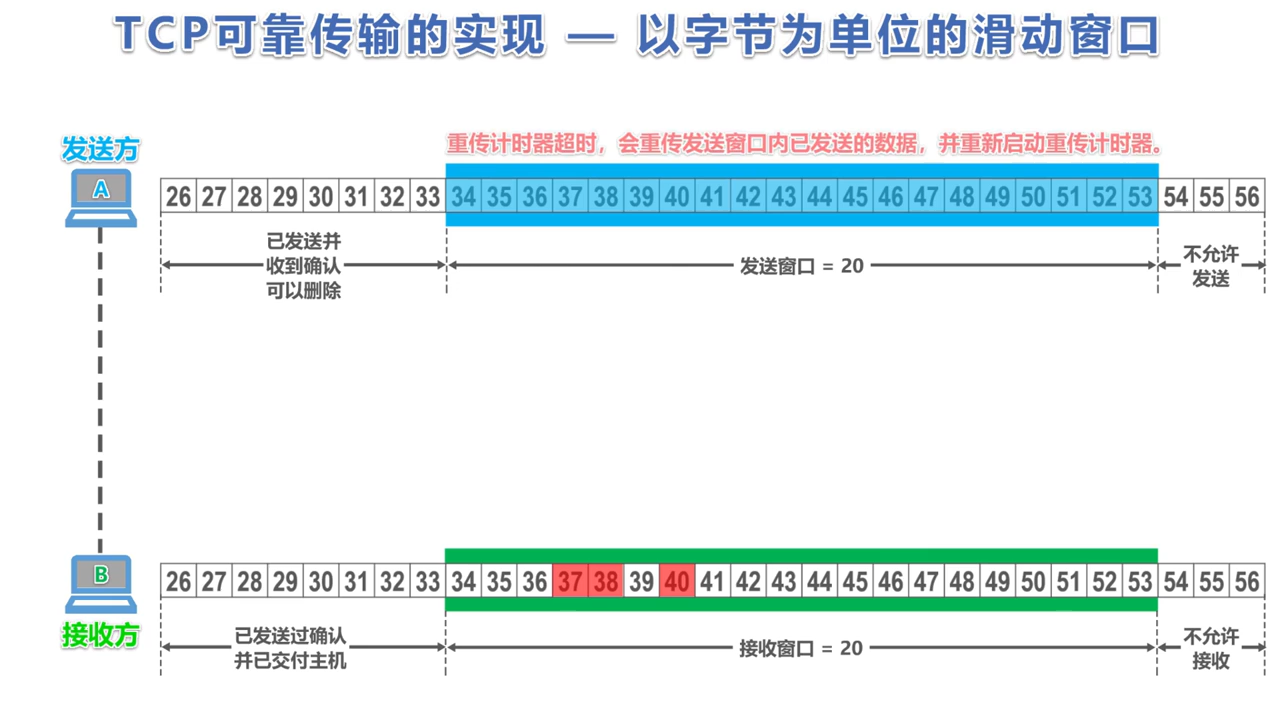 TCP可靠传输的实现 — 以字节为单位的滑动窗口
重传计时器超时，会重传发送窗口内已发送的数据，并重新启动重传计时器。
发送方
A
26 27 28 29 30 31 32 33 34 35 36 37 38 39 40 41 42 43 44 45 46 47 48 49 50 51 52 53 54 55 56
已发送并
收到确认
可以删除
发送窗口 = 20
不允许
发送
B
26 27 28 29 30 31 32 33 34 35 36 37 38 39 40 41 42 43 44 45 46 47 48 49 50 51 52 53 54 55 56
接收方
已发送过确认
并已交付主机
接收窗口 = 20
不允许
接收